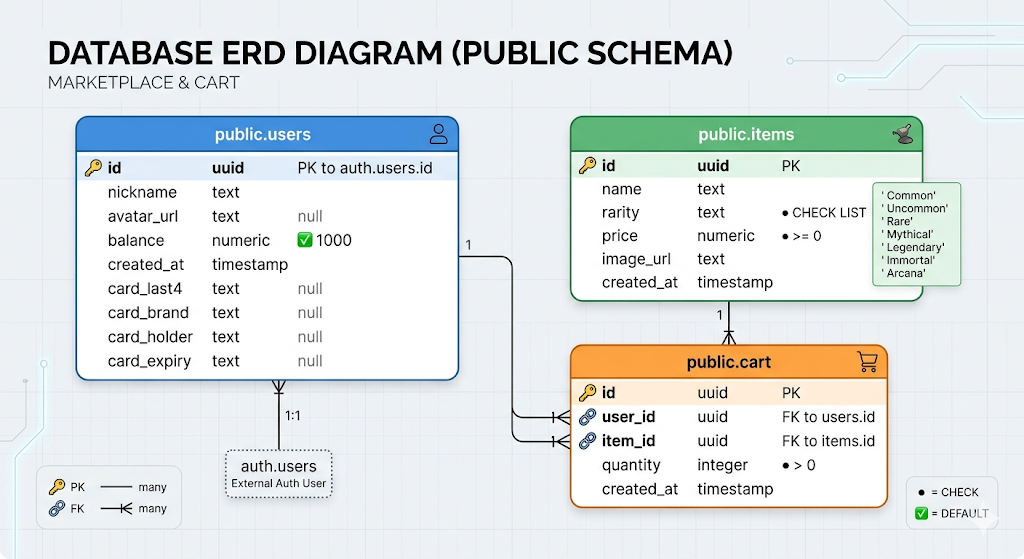 DATABASE ERD DIAGRAM (PUBLIC SCHEMA)
MARKETPLACE & CART
public.users
id uuid PK to auth.users.id
nickname text
avatar_url text null
balance numeric ✅ 1000
created_at timestamp
card_last4 text null
card_brand text null
card_holder text null
card_expiry text null
1:1
auth.users
External Auth User
1
public.items
id uuid PK
name text
rarity text • CHECK LIST
price numeric • >= 0
image_url text
created_at timestamp
' Common'
' Uncommon'
' Rare'
' Mythical'
' Legendary'
' Immortal'
' Arcana'
1
public.cart
id uuid PK
user_id uuid FK to users.id
item_id uuid FK to items.id
quantity integer • > 0
created_at timestamp
PK many
FK many
• = CHECK
✅ = DEFAULT